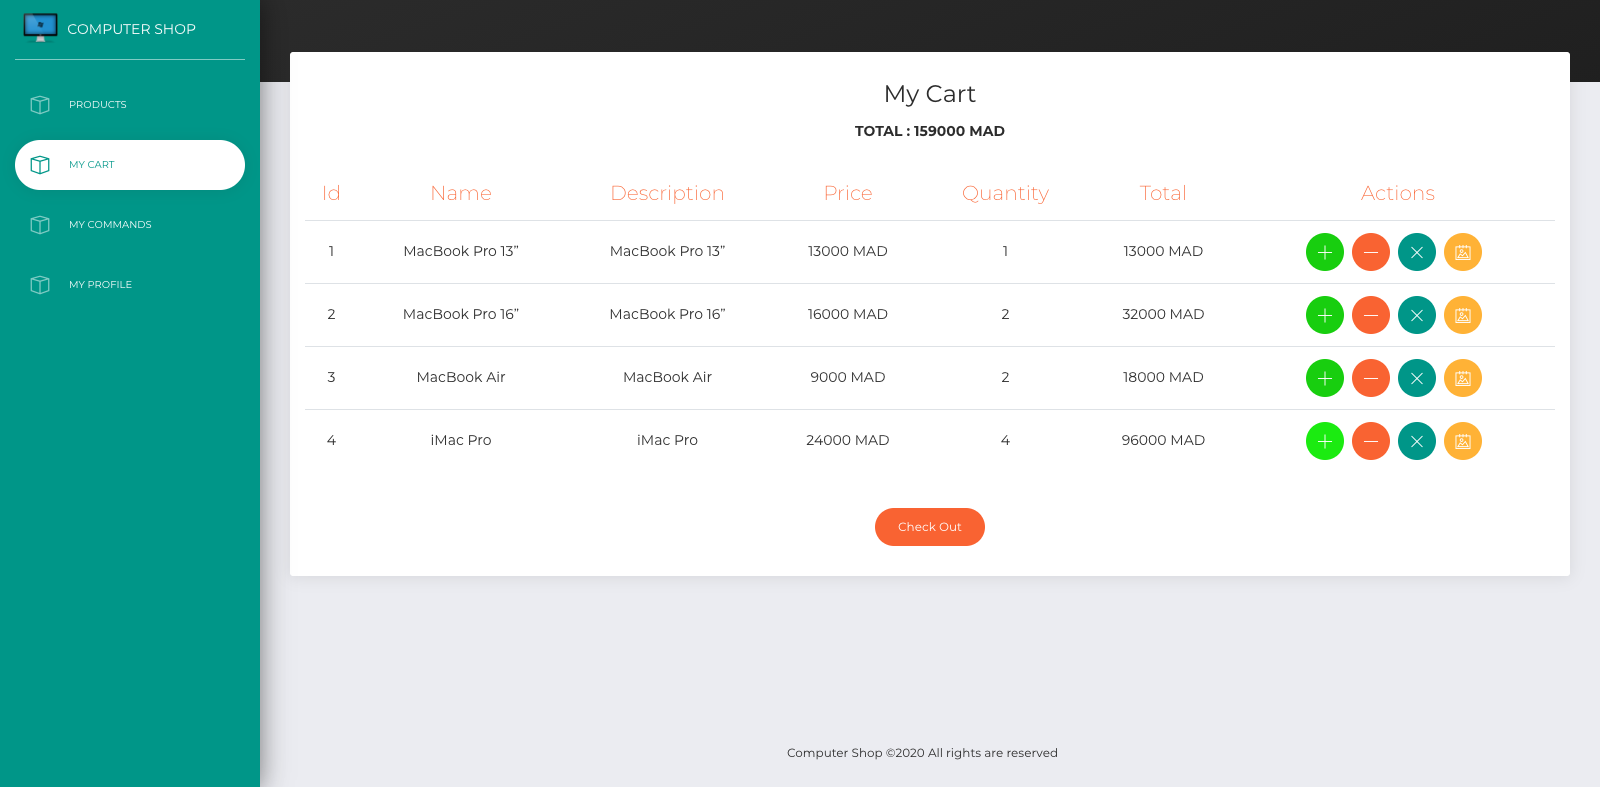 COMPUTER SHOP
PRODUCTS
MY CART
MY COMMANDS
MY PROFILE
My Cart
TOTAL : 159000 MAD
Id Name Description Price Quantity Total Actions
1 MacBook Pro 13” MacBook Pro 13” 13000 MAD 1 13000 MAD
2 MacBook Pro 16” MacBook Pro 16” 16000 MAD 2 32000 MAD
3 MacBook Air MacBook Air 9000 MAD 2 18000 MAD
4 iMac Pro iMac Pro 24000 MAD 4 96000 MAD
Check Out
Computer Shop ©2020 All rights are reserved